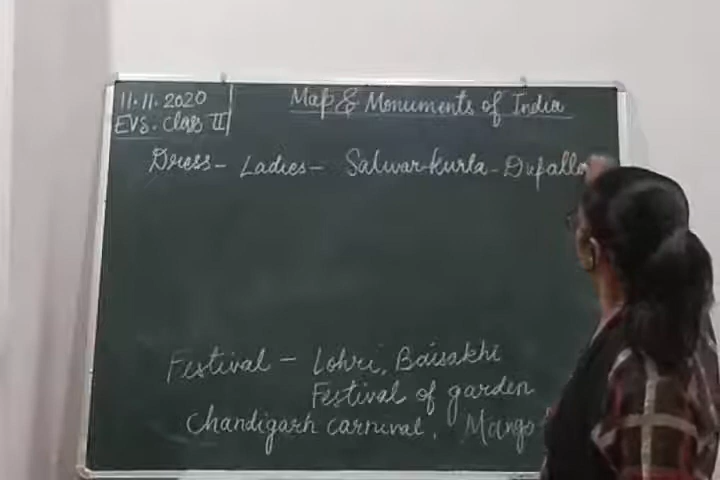 11.11.2020
EVS. Class II
Map & Monuments of India
Dress - Ladies - Salwar-Kurta -
Festival - Lohri, Baisakhi
Festival of garden
Chandigarh carnival, Mango